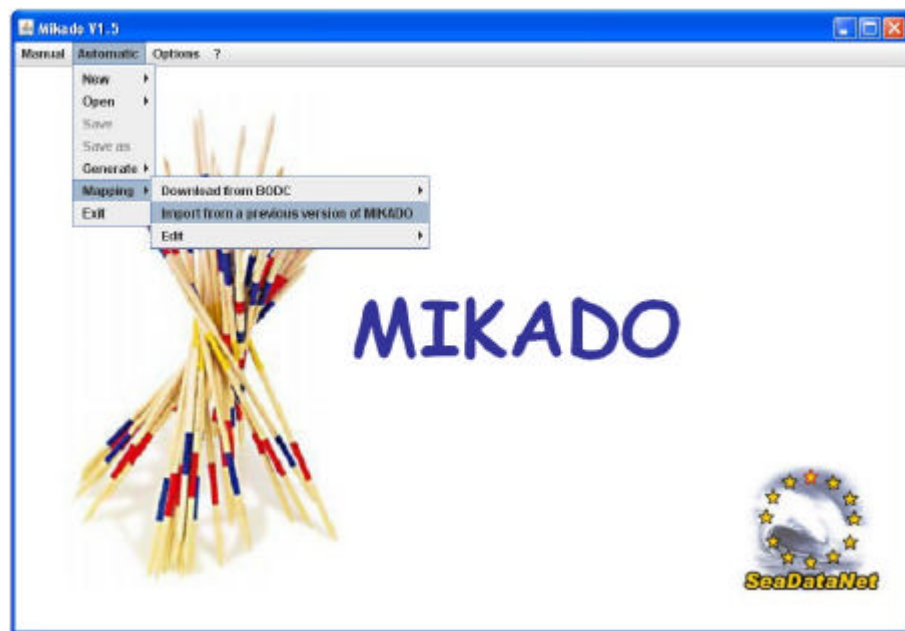 Mikado V1.5
Manual Automatic Options ?
New
Open
Save
Save as
Generate
Mapping
Exit
Download from BODC
Import from a previous version of MIKADO
Edit
MIKADO
SeaDataNet